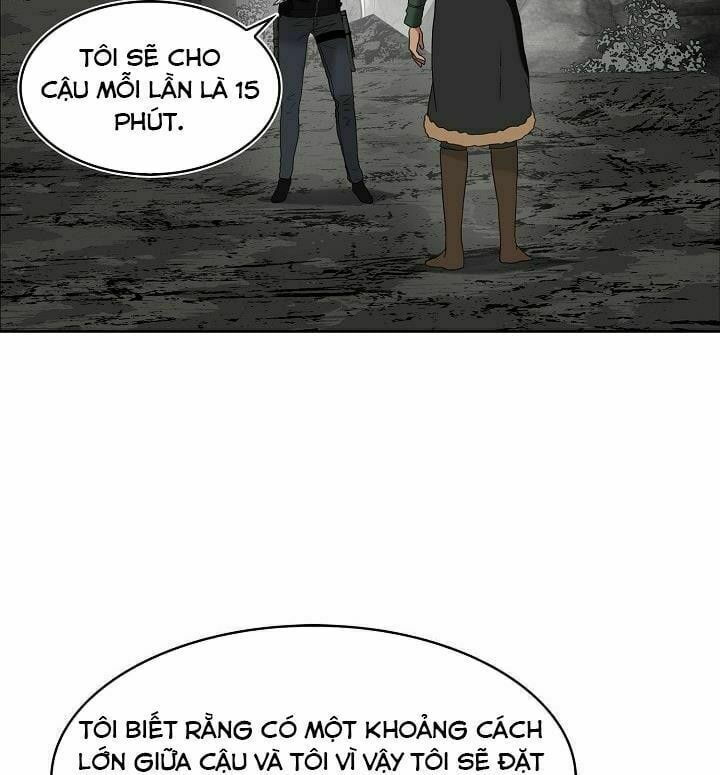 TÔI SẼ CHO
CẬU MỖI LẦN LÀ 15
PHÚT.
TÔI BIẾT RẰNG CÓ MỘT KHOẢNG CÁCH
LỚN GIỮA CẬU VÀ TÔI VÌ VẬY TÔI SẼ ĐẶT